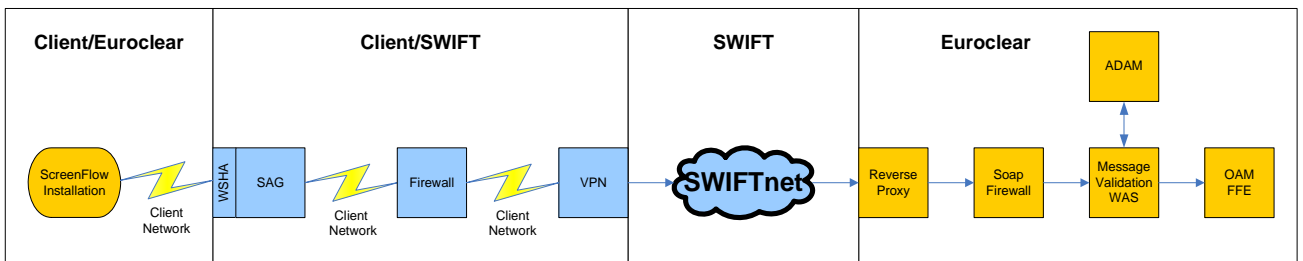 Client/Euroclear
Client/SWIFT
SWIFT
Euroclear
ADAM
ScreenFlow
Installation
Client
Network
WSHA
SAG
Client
Network
Firewall
Client
Network
VPN
SWIFTnet
Reverse
Proxy
Soap
Firewall
Message
Validation
WAS
OAM
FFE